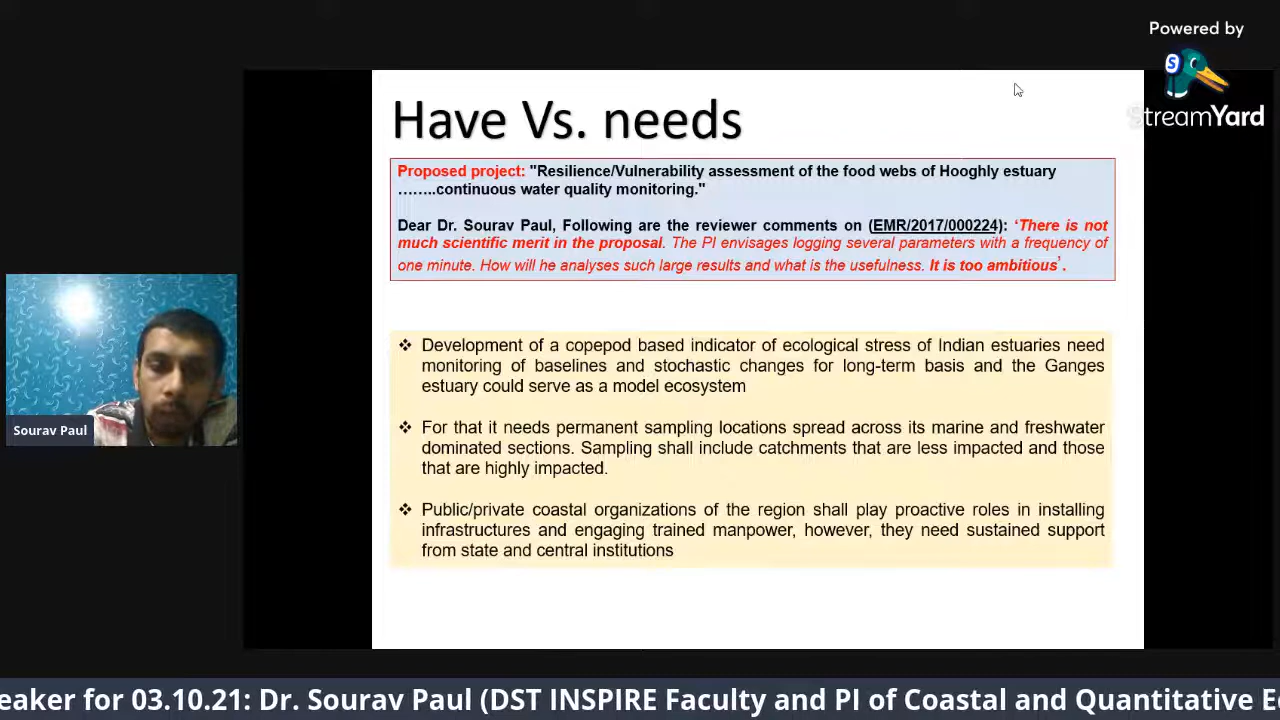 Powered by
StreamYard
Have Vs. needs
Proposed project: "Resilience/Vulnerability assessment of the food webs of Hooghly estuary
……..continuous water quality monitoring."
Dear Dr. Sourav Paul, Following are the reviewer comments on (EMR/2017/000224): ‘There is not
much scientific merit in the proposal. The PI envisages logging several parameters with a frequency of
one minute. How will he analyses such large results and what is the usefulness. It is too ambitious’.
❖ Development of a copepod based indicator of ecological stress of Indian estuaries need
monitoring of baselines and stochastic changes for long-term basis and the Ganges
estuary could serve as a model ecosystem
❖ For that it needs permanent sampling locations spread across its marine and freshwater
dominated sections. Sampling shall include catchments that are less impacted and those
that are highly impacted.
❖ Public/private coastal organizations of the region shall play proactive roles in installing
infrastructures and engaging trained manpower, however, they need sustained support
from state and central institutions
Sourav Paul
eaker for 03.10.21: Dr. Sourav Paul (DST INSPIRE Faculty and PI of Coastal and Quantitative E